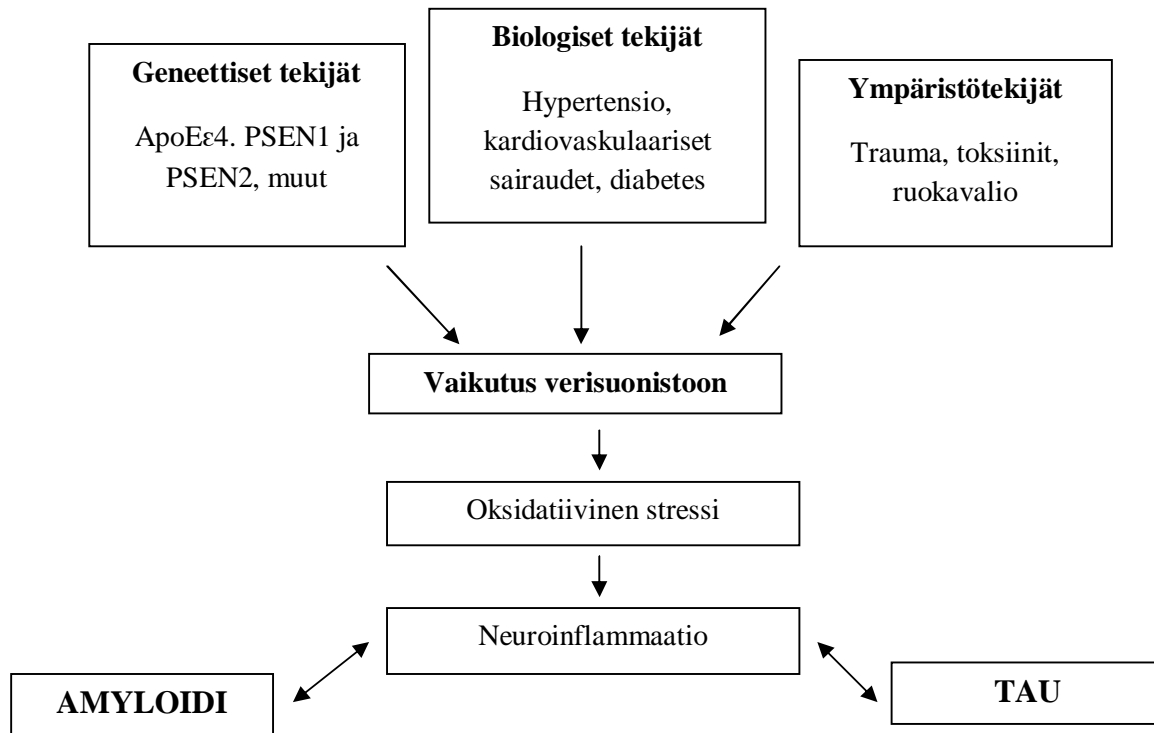 Geneettiset tekijät
ApoEε4. PSEN1 ja
PSEN2, muut
Biologiset tekijät
Hypertensio,
kardiovaskulaariset
sairaudet, diabetes
Ympäristötekijät
Trauma, toksiinit,
ruokavalio
Vaikutus verisuonistoon
Oksidatiivinen stressi
Neuroinflammaatio
AMYLOIDI
TAU